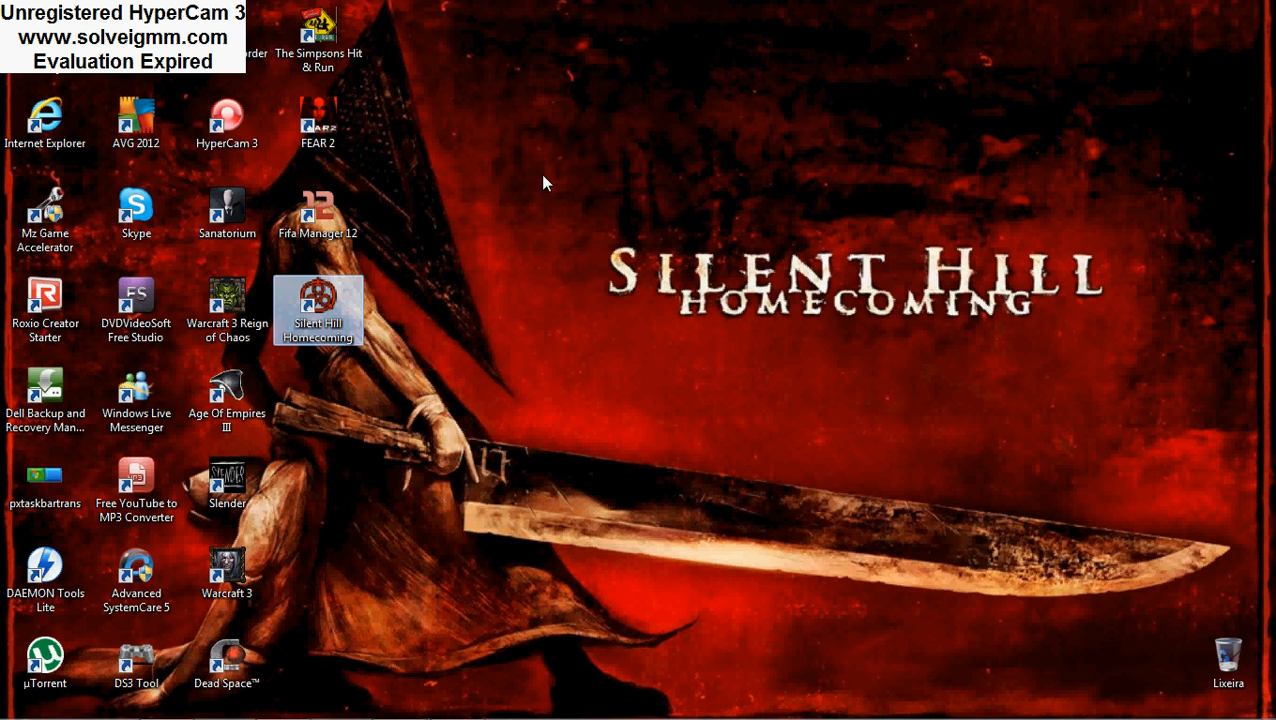 Unregistered HyperCam 3
www.solveigmm.com
Evaluation Expired
order
The Simpsons Hit
& Run
Internet Explorer
AVG 2012
HyperCam 3
FEAR 2
Mz Game
Accelerator
Skype
Sanatorium
Fifa Manager 12
Roxio Creator
Starter
DVDVideoSoft
Free Studio
Warcraft 3 Reign
of Chaos
Silent Hill
Homecoming
SILENT HILL
HOMECOMING
Dell Backup and
Recovery Man...
Windows Live
Messenger
Age Of Empires
III
pxtaskbartrans
Free YouTube to
MP3 Converter
SLENDER
Slender
DAEMON Tools
Lite
Advanced
SystemCare 5
Warcraft 3
µTorrent
DS3 Tool
Dead Space™
Lixeira